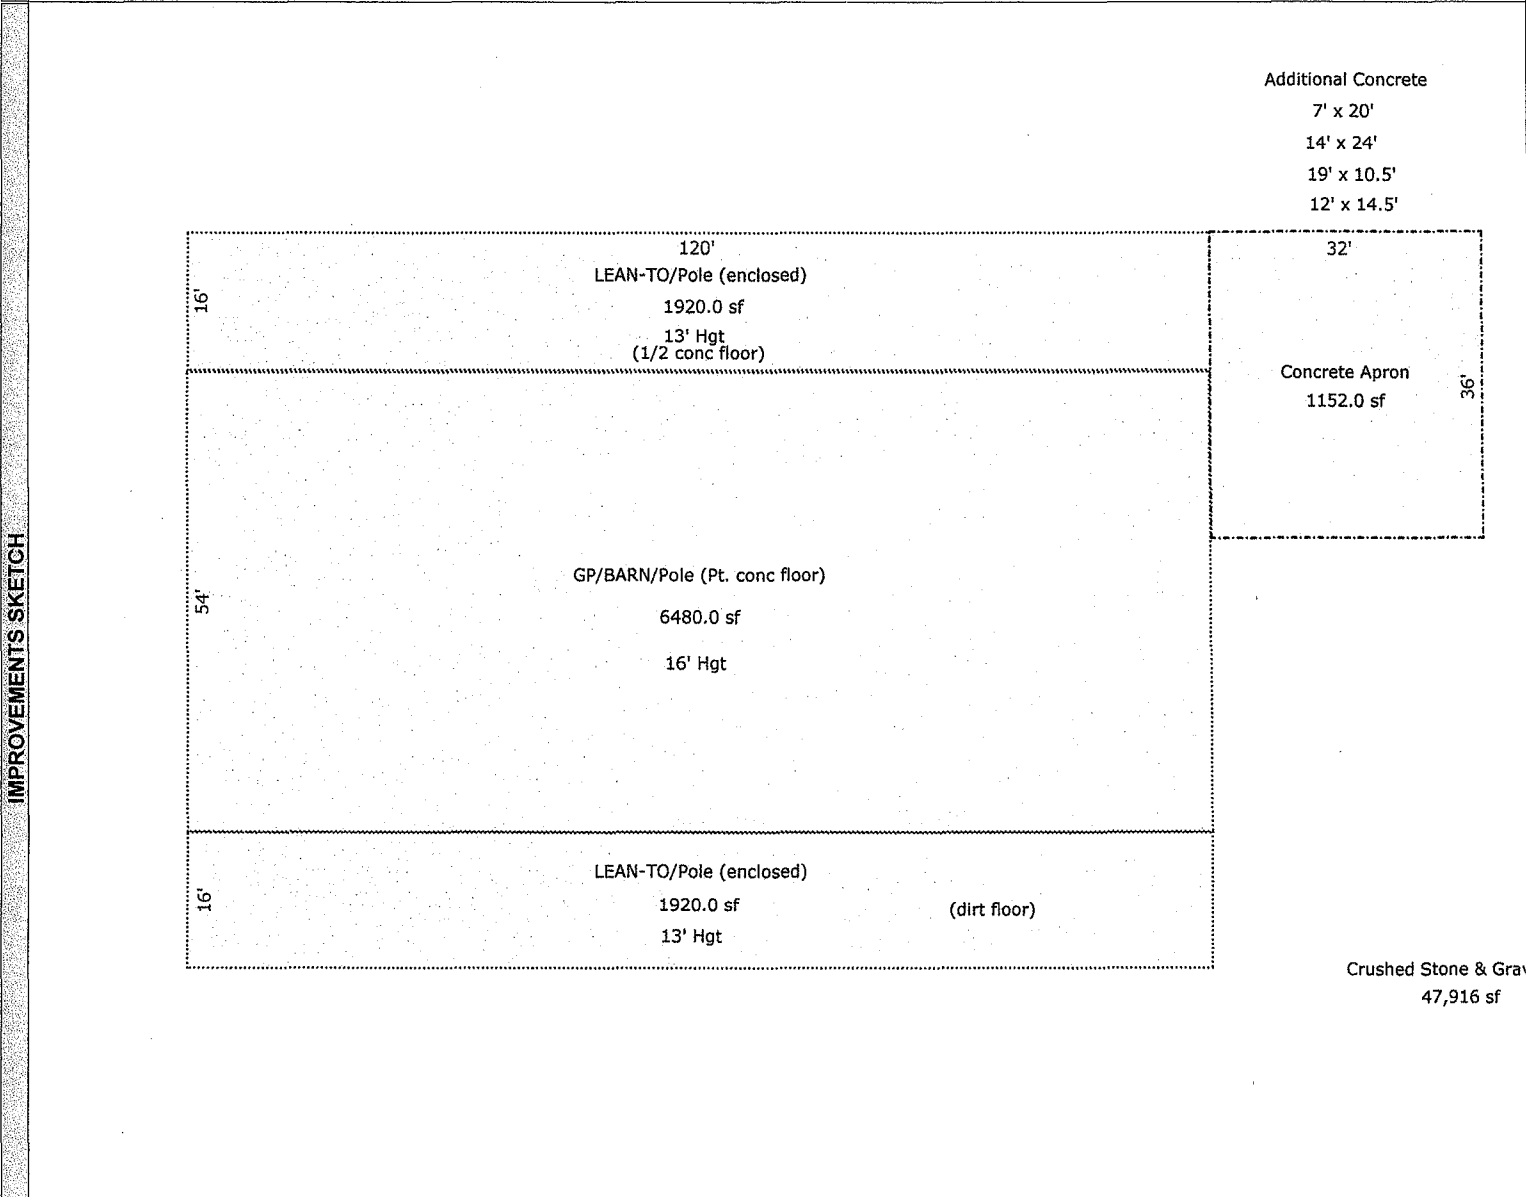 IMPROVEMENTS SKETCH
Additional Concrete
7' x 20'
14' x 24'
19' x 10.5'
12' x 14.5'
120'
32'
LEAN-TO/Pole (enclosed)
16'
1920.0 sf
13' Hgt
(1/2 conc floor)
Concrete Apron
36'
1152.0 sf
GP/BARN/Pole (Pt. conc floor)
54'
6480.0 sf
16' Hgt
LEAN-TO/Pole (enclosed)
16'
1920.0 sf
(dirt floor)
13' Hgt
Crushed Stone & Grav
47,916 sf